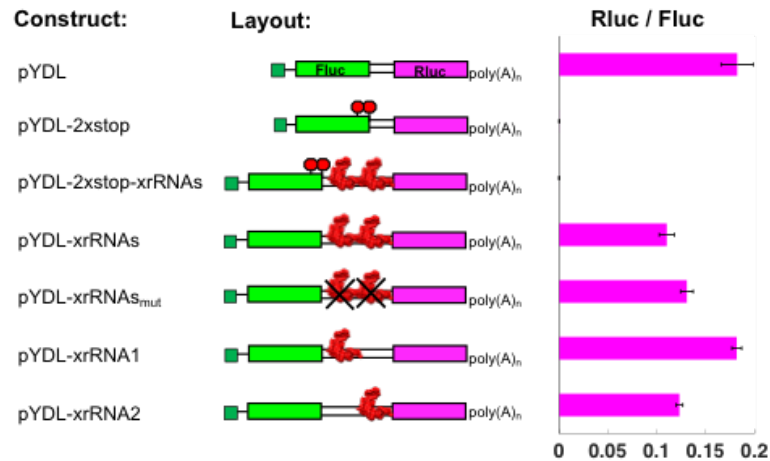 Construct: Layout: Rluc / Fluc
pYDL Fluc Rluc poly(A)n
pYDL-2xstop poly(A)n
pYDL-2xstop-xrRNAs poly(A)n
pYDL-xrRNAs poly(A)n
pYDL-xrRNAsmut poly(A)n
pYDL-xrRNA1 poly(A)n
pYDL-xrRNA2 poly(A)n
0 0.05 0.1 0.15 0.2